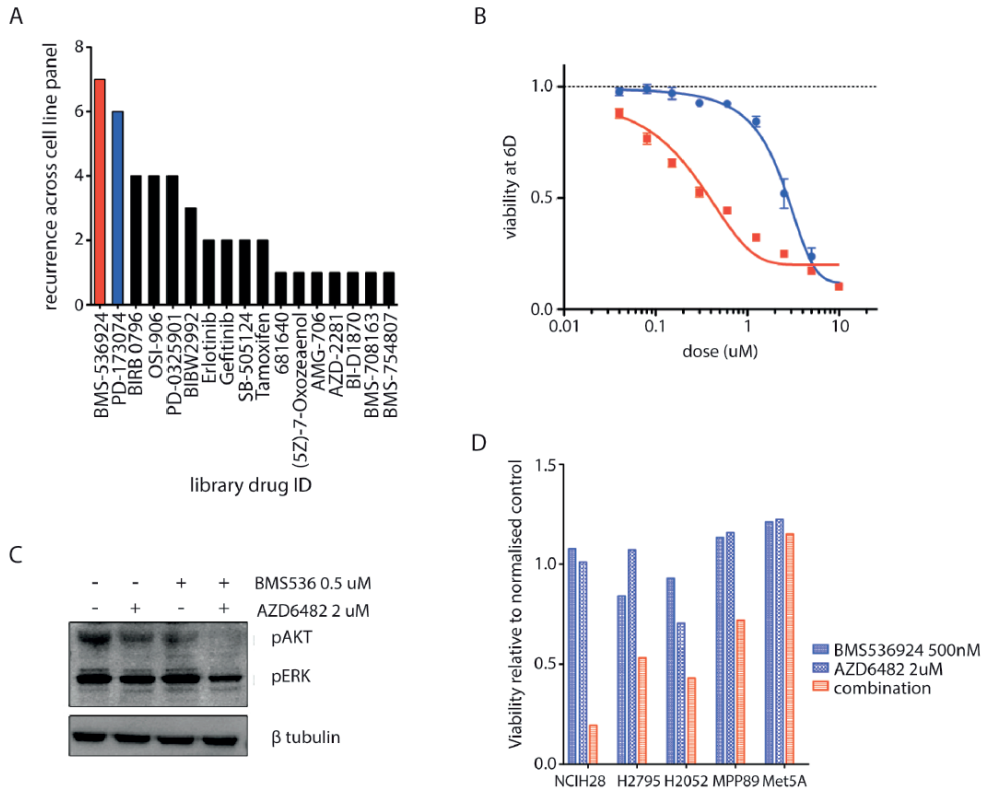 A
recurrence across cell line panel
8
6
4
2
0
BMS-536924
PD-173074
BIRB 0796
OSI-906
PD-0325901
BIBW2992
Erlotinib
Gefitinib
SB-505124
Tamoxifen
681640
(5Z)-7-Oxozeaenol
AMG-706
AZD-2281
BI-D1870
BMS-708163
BMS-754807
library drug ID
B
viability at 6D
1.0
0.5
0.0
0.01
0.1
1
10
dose (uM)
C
- - + + BMS536 0.5 uM
- + - + AZD6482 2 uM
pAKT
pERK
β tubulin
D
Viability relative to normalised control
1.5
1.0
0.5
0.0
NCIH28 H2795 H2052 MPP89 Met5A
BMS536924 500nM
AZD6482 2uM
combination